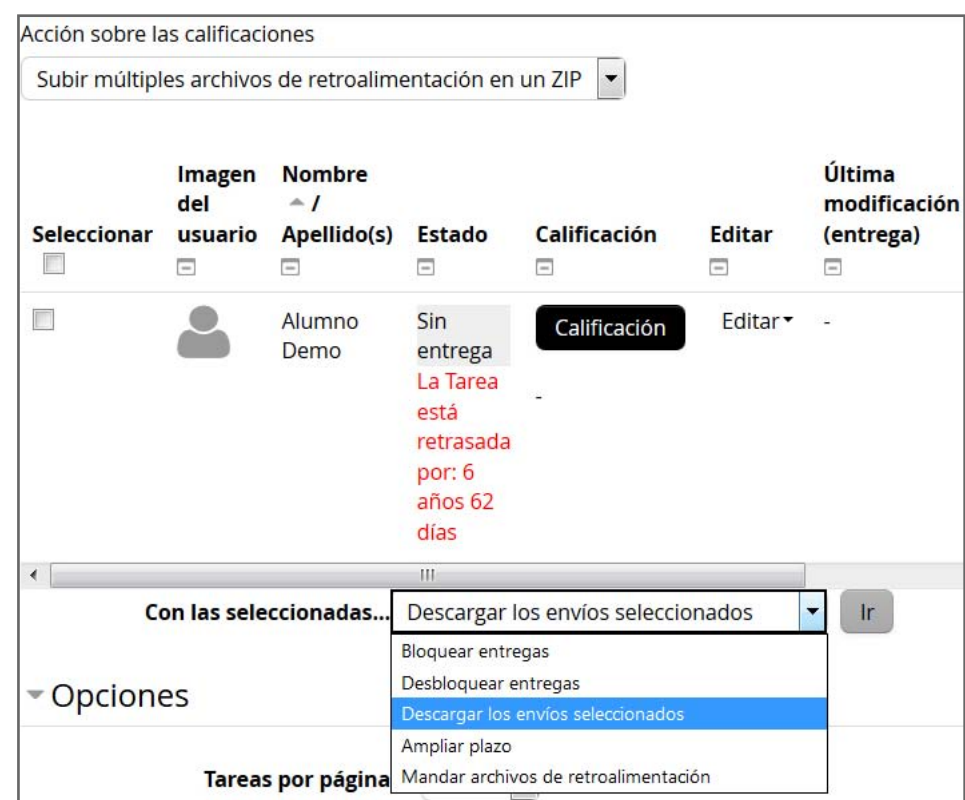 Acción sobre las calificaciones
Subir múltiples archivos de retroalimentación en un ZIP
Seleccionar
Imagen
del
usuario
Nombre
/
Apellido(s)
Estado
Calificación
Editar
Última
modificación
(entrega)
Alumno
Demo
Sin
entrega
La Tarea
está
retrasada
por: 6
años 62
días
Calificación
-
Editar
-
Con las seleccionadas...
Descargar los envíos seleccionados
Ir
Bloquear entregas
Desbloquear entregas
Descargar los envíos seleccionados
Ampliar plazo
Mandar archivos de retroalimentación
Opciones
Tareas por página